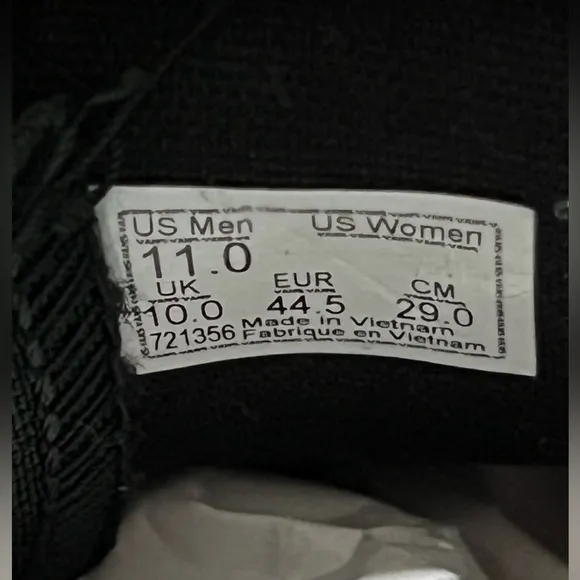 US Men US Women
11.0
UK EUR CM
10.0 44.5 29.0
721356 Made in Vietnam
Fabrique en Vietnam